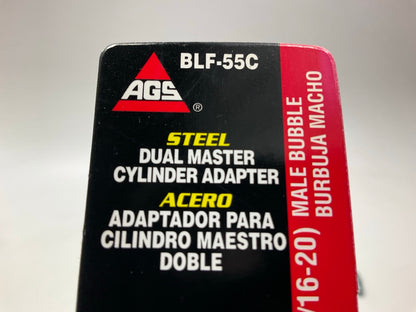 BLF-55C
AGS
®
STEEL
DUAL MASTER
CYLINDER ADAPTER
ACERO
ADAPTADOR PARA
CILINDRO MAESTRO
DOBLE
/16-20) MALE BUBBLE
BURBUJA MACHO